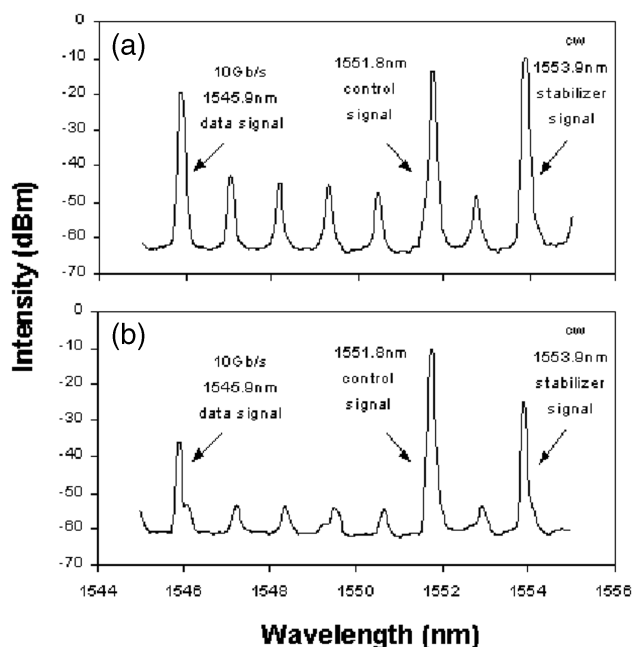 0
-10
-20
-30
-40
-50
-60
-70
(a)
10Gb/s
1545.9nm
data signal
1551.8nm
control
signal
cw
1553.9nm
stabilizer
signal
Intensity (dBm)
0
-10
-20
-30
-40
-50
-60
-70
(b)
10Gb/s
1545.9nm
data signal
1551.8nm
control
signal
cw
1553.9nm
stabilizer
signal
1544
1546
1548
1550
1552
1554
1556
Wavelength (nm)